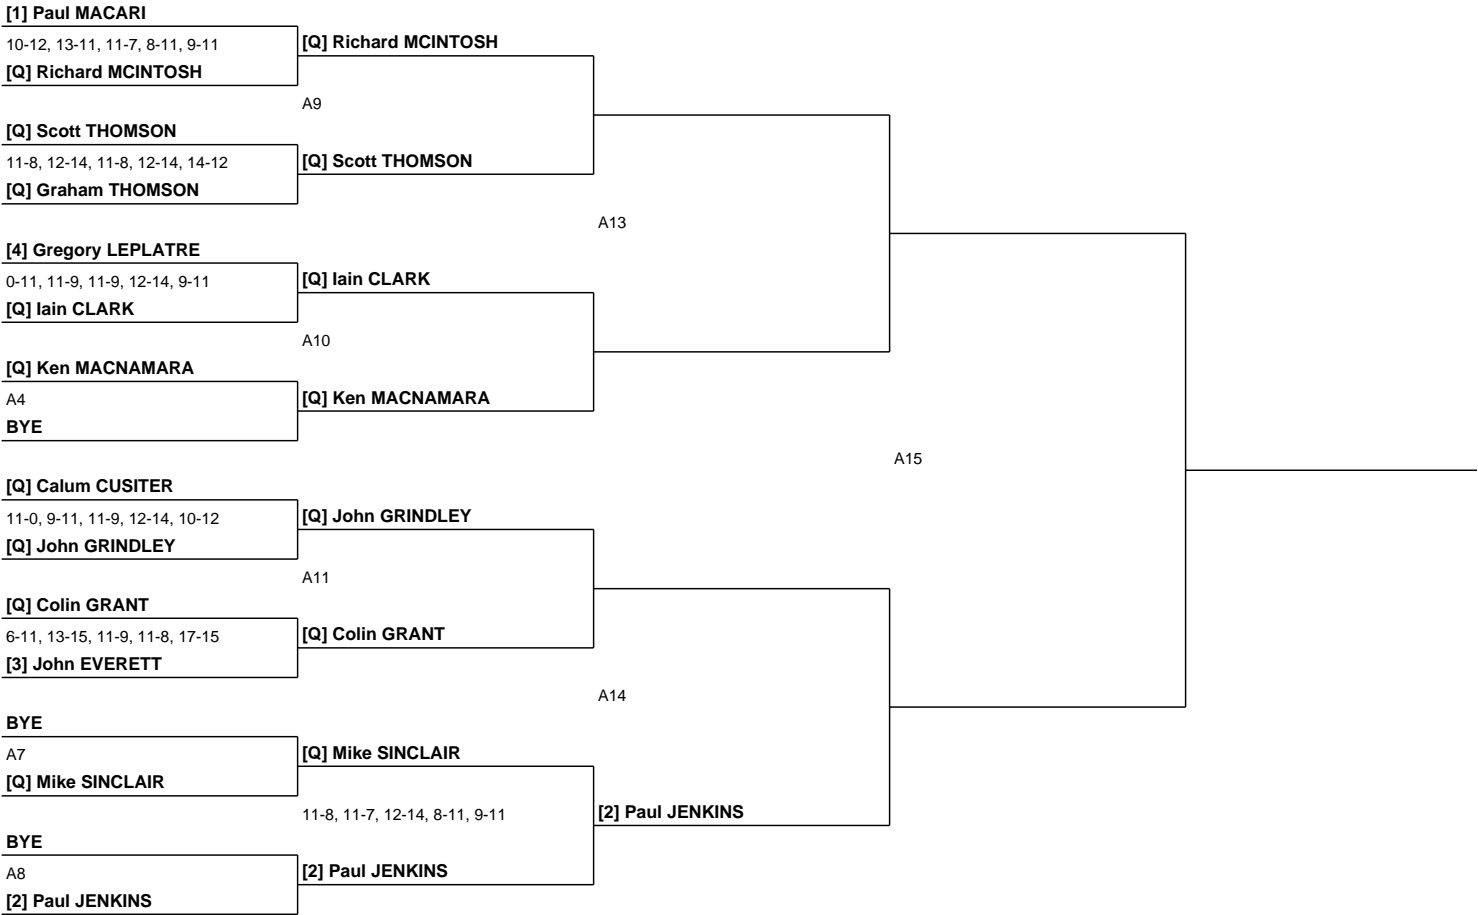 [1] Paul MACARI
10-12, 13-11, 11-7, 8-11, 9-11
[Q] Richard MCINTOSH
[Q] Richard MCINTOSH
A9
[Q] Scott THOMSON
11-8, 12-14, 11-8, 12-14, 14-12
[Q] Scott THOMSON
[Q] Graham THOMSON
A13
[4] Gregory LEPLATRE
0-11, 11-9, 11-9, 12-14, 9-11
[Q] Iain CLARK
[Q] Iain CLARK
A10
[Q] Ken MACNAMARA
A4
[Q] Ken MACNAMARA
BYE
A15
[Q] Calum CUSITER
11-0, 9-11, 11-9, 12-14, 10-12
[Q] John GRINDLEY
[Q] John GRINDLEY
A11
[Q] Colin GRANT
6-11, 13-15, 11-9, 11-8, 17-15
[Q] Colin GRANT
[3] John EVERETT
A14
BYE
A7
[Q] Mike SINCLAIR
[Q] Mike SINCLAIR
11-8, 11-7, 12-14, 8-11, 9-11
[2] Paul JENKINS
BYE
A8
[2] Paul JENKINS
[2] Paul JENKINS